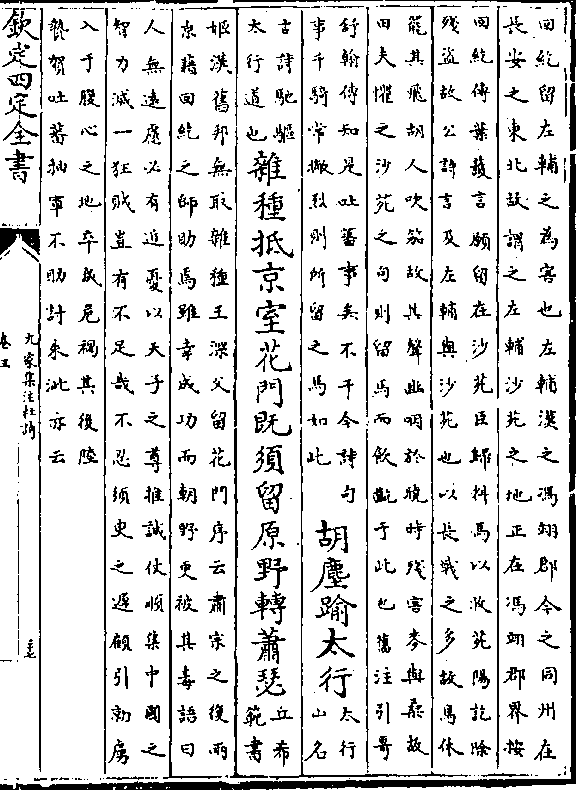 回紇留左輔之為害也左輔漢之馮翊郡今之同州在
長安之東北故謂之左輔沙苑之地正在馮翊郡界按
回紇傳葉護言願留在沙苑臣歸料馬以收范陽訖除
殘盜故公詩言及左輔與沙苑也以長戟之多故馬休
罷其飛胡人吹笳故其聲幽咽於曉時殘害麥與桑故
田夫懼之沙苑之句則留馬而飲齕于此也舊注引哥
舒翰傳知是吐蕃事矣不干今詩句
事千騎常撇烈則所留之馬如此
胡塵踰太行
太行
山名
古詩馳驅
太行道也
雜種抵京室花門既須留原野轉蕭瑟
丘希
範書
姬漢舊邦無取雜種王深父留花門序云肅宗之復兩
京藉回紇之師助焉雖幸成功而朝野更被其毒語曰
人無遠慮必有近憂以天子之尊推誠仗順集中國之
智力滅一狂賊豈有不足哉不忍須臾之遲顧引勍虜
入于腹心之地卒成危禍其後陸
贄賀吐蕃抽軍不助討朱泚亦云
欽定四庫全書
九家集注杜詩